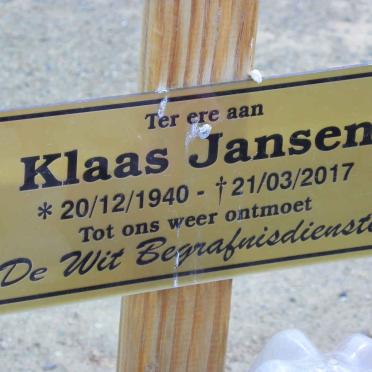 Ter ere aan
Klaas Jansen
* 20/12/1940 - † 21/03/2017
Tot ons weer ontmoet
De Wit Begrafnisdienste